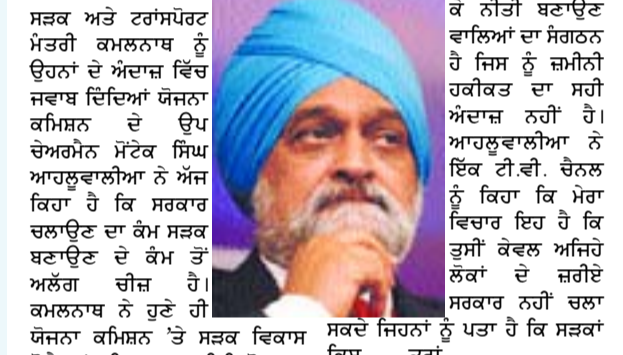 ਸੜਕ ਅਤੇ ਟਰਾਂਸਪੋਰਟ
ਮੰਤਰੀ ਕਮਲਨਾਥ ਨੂੰ
ਉਹਨਾਂ ਦੇ ਅੰਦਾਜ਼ ਵਿੱਚ
ਜਵਾਬ ਦਿੰਦਿਆਂ ਯੋਜਨਾ
ਕਮਿਸ਼ਨ ਦੇ ਉਪ
ਚੇਅਰਮੈਨ ਮੋਂਟੇਕ ਸਿੰਘ
ਆਹਲੂਵਾਲੀਆ ਨੇ ਅੱਜ
ਕਿਹਾ ਹੈ ਕਿ ਸਰਕਾਰ
ਚਲਾਉਣ ਦਾ ਕੰਮ ਸੜਕ
ਬਣਾਉਣ ਦੇ ਕੰਮ ਤੋਂ
ਅਲੱਗ ਚੀਜ਼ ਹੈ।
ਕਮਲਨਾਥ ਨੇ ਹੁਣੇ ਹੀ
ਯੋਜਨਾ ਕਮਿਸ਼ਨ 'ਤੇ ਸੜਕ ਵਿਕਾਸ
ਕੇ ਨੀਤੀ ਬਣਾਉਣ
ਵਾਲਿਆਂ ਦਾ ਸੰਗਠਨ
ਹੈ ਜਿਸ ਨੂੰ ਜ਼ਮੀਨੀ
ਹਕੀਕਤ ਦਾ ਸਹੀ
ਅੰਦਾਜ਼ ਨਹੀਂ ਹੈ।
ਆਹਲੂਵਾਲੀਆ ਨੇ
ਇੱਕ ਟੀ.ਵੀ. ਚੈਨਲ
ਨੂੰ ਕਿਹਾ ਕਿ ਮੇਰਾ
ਵਿਚਾਰ ਇਹ ਹੈ ਕਿ
ਤੁਸੀਂ ਕੇਵਲ ਅਜਿਹੇ
ਲੋਕਾਂ ਦੇ ਜ਼ਰੀਏ
ਸਰਕਾਰ ਨਹੀਂ ਚਲਾ
ਸਕਦੇ ਜਿਹਨਾਂ ਨੂੰ ਪਤਾ ਹੈ ਕਿ ਸੜਕਾਂ